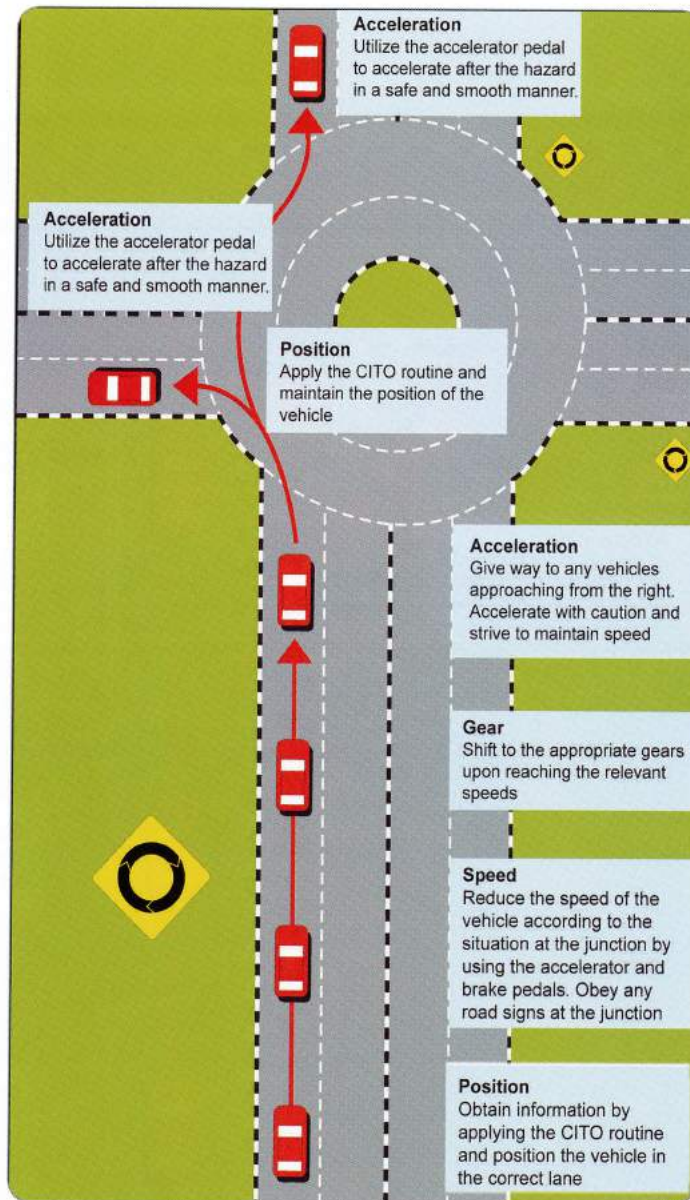 Acceleration
Utilize the accelerator pedal
to accelerate after the hazard
in a safe and smooth manner.
Acceleration
Utilize the accelerator pedal
to accelerate after the hazard
in a safe and smooth manner.
Position
Apply the CITO routine and
maintain the position of the
vehicle
Acceleration
Give way to any vehicles
approaching from the right.
Accelerate with caution and
strive to maintain speed
Gear
Shift to the appropriate gears
upon reaching the relevant
speeds
Speed
Reduce the speed of the
vehicle according to the
situation at the junction by
using the accelerator and
brake pedals. Obey any
road signs at the junction
Position
Obtain information by
applying the CITO routine
and position the vehicle in
the correct lane